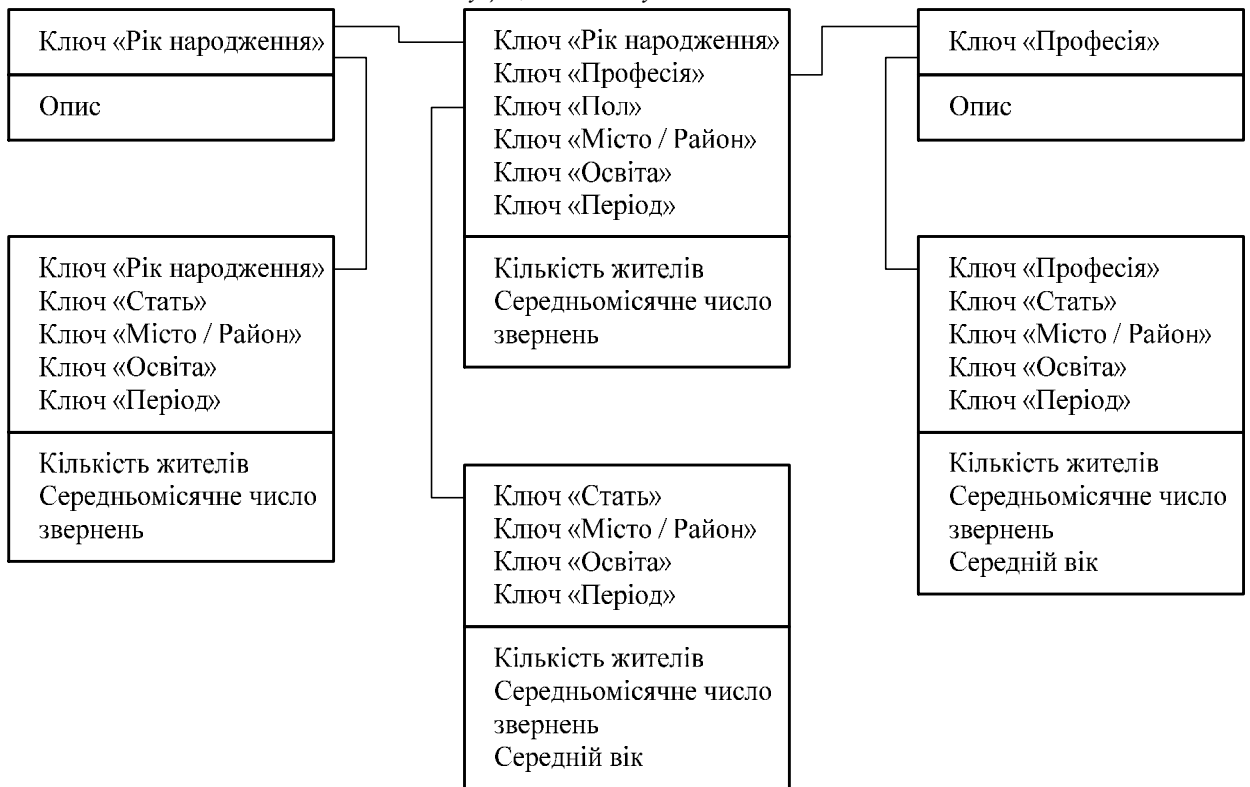 Ключ «Рік народження»
Опис
Ключ «Рік народження»
Ключ «Професія»
Ключ «Пол»
Ключ «Місто / Район»
Ключ «Освіта»
Ключ «Період»
Кількість жителів
Середньомісячне число
звернень
Ключ «Професія»
Опис
Ключ «Рік народження»
Ключ «Стать»
Ключ «Місто / Район»
Ключ «Освіта»
Ключ «Період»
Кількість жителів
Середньомісячне число
звернень
Ключ «Стать»
Ключ «Місто / Район»
Ключ «Освіта»
Ключ «Період»
Кількість жителів
Середньомісячне число
звернень
Середній вік
Ключ «Професія»
Ключ «Стать»
Ключ «Місто / Район»
Ключ «Освіта»
Ключ «Період»
Кількість жителів
Середньомісячне число
звернень
Середній вік